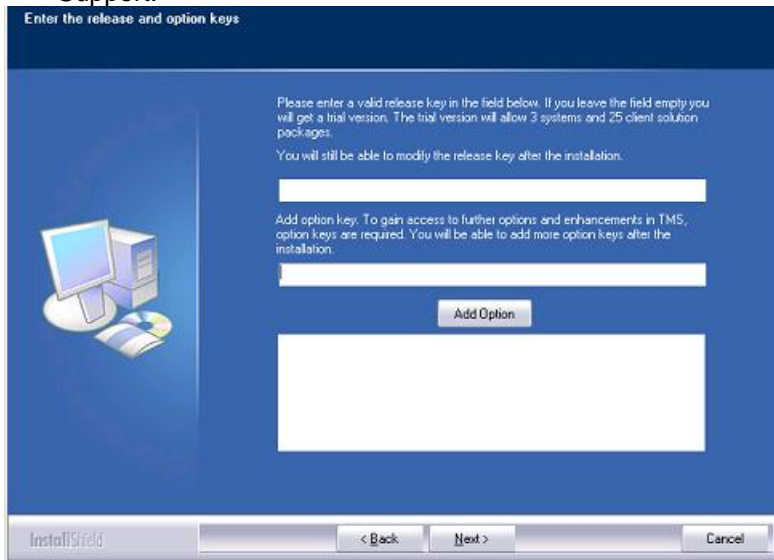 Support.
Enter the release and option keys
Please enter a valid release key in the field below. If you leave the field empty you
will get a trial version. The trial version will allow 3 systems and 25 client solution
packages.
You will still be able to modify the release key after the installation.
Add option key. To gain access to further options and enhancements in TMS,
option keys are required. You will be able to add more option keys after the
installation.
Add Option
InstallShield
< Back
Next >
Cancel